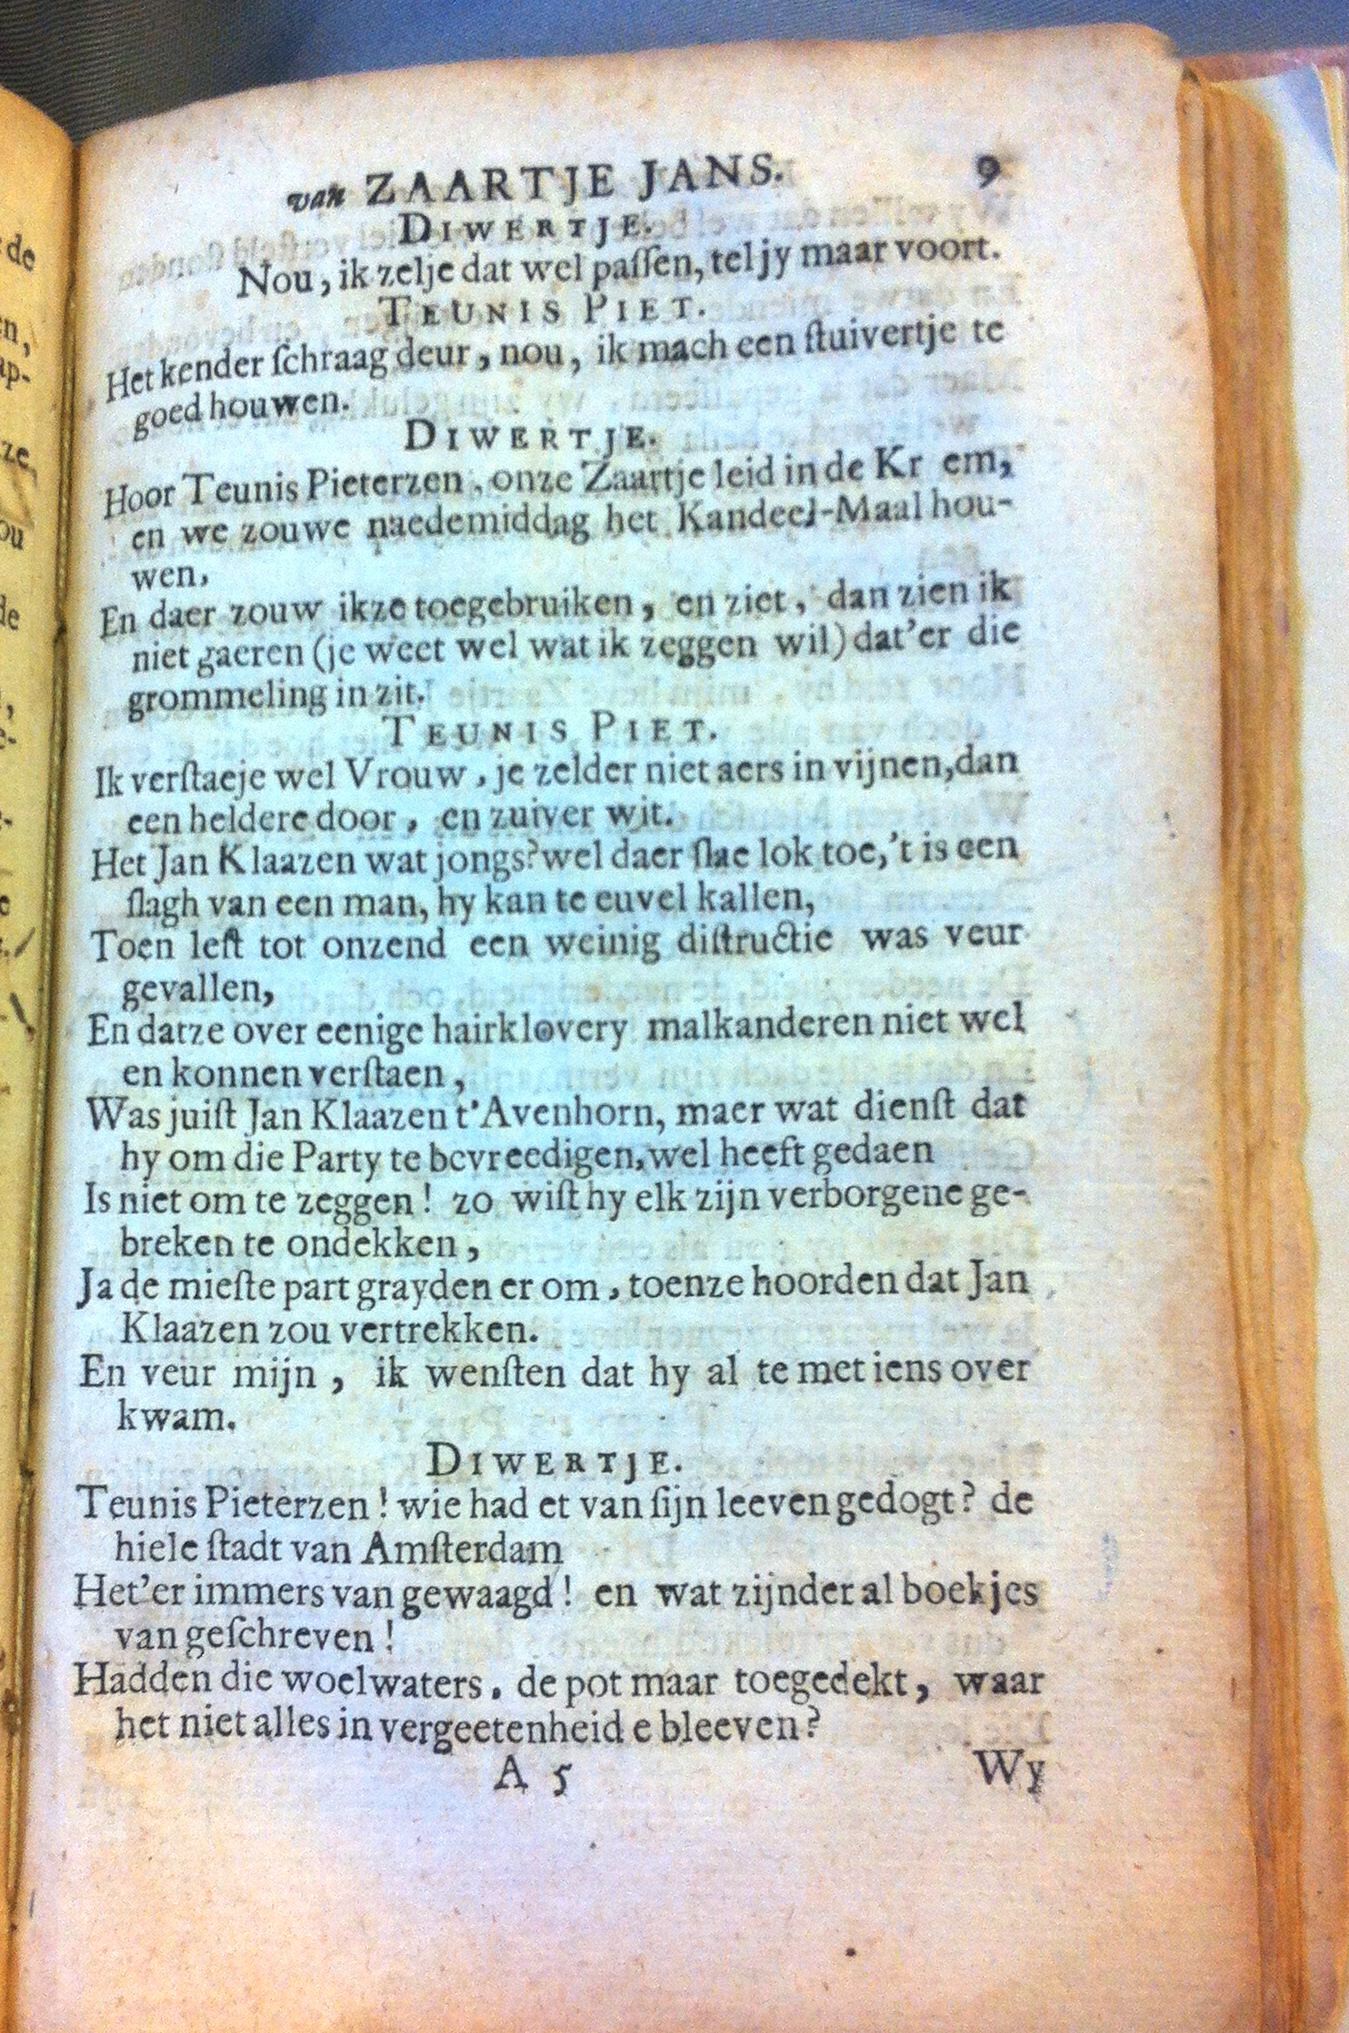 van ZAARTJE JANS. 9
DIWERTJE.
Nou, ik zelje dat wel paſſen, tel jy maar voort.
TEUNIS PIET.
Het kender ſchraag deur, nou, ik mach een ſtuivertje te
goed houwen.
DIWERTJE.
Hoor Teunis Pieterzen, onze Zaartje leid in de Kr em,
en we zouwe naedemiddag het Kandeel-Maal hou-
wen,
En daer zouw ikze toegebruiken, en ziet, dan zien ik
niet gaeren (je weet wel wat ik zeggen wil) dat'er die
grommeling in zit.
TEUNIS PIET.
Ik verſtaeje wel Vrouw, je zelder niet aers in vijnen, dan
een heldere door, en zuiver wit.
Het Jan Klaazen wat jongs? wel daer ſlae lok toe, 't is een
ſlagh van een man, hy kan te euvel kallen,
Toen leſt tot onzend een weinig diſtructie was veur
gevallen,
En datze over eenige hairklovery malkanderen niet wel
en konnen verſtaen,
Was juiſt Jan Klaazen t'Avenhorn, maer wat dienſt dat
hy om die Party te bevreedigen, wel heeft gedaen
Is niet om te zeggen! zo wiſt hy elk zijn verborgene ge-
breken te ondekken,
Ja de mieſte part grayden er om, toenze hoorden dat Jan
Klaazen zou vertrekken.
En veur mijn, ik wenſten dat hy al te met iens over
kwam.
DIWERTJE.
Teunis Pieterzen! wie had et van ſijn leeven gedogt? de
hiele ſtadt van Amſterdam
Het'er immers van gewaagd! en wat zijnder al boekjes
van geſchreven!
Hadden die woelwaters, de pot maar toegedekt, waar
het niet alles in vergeetenheid e bleeven?
A 5 Wy